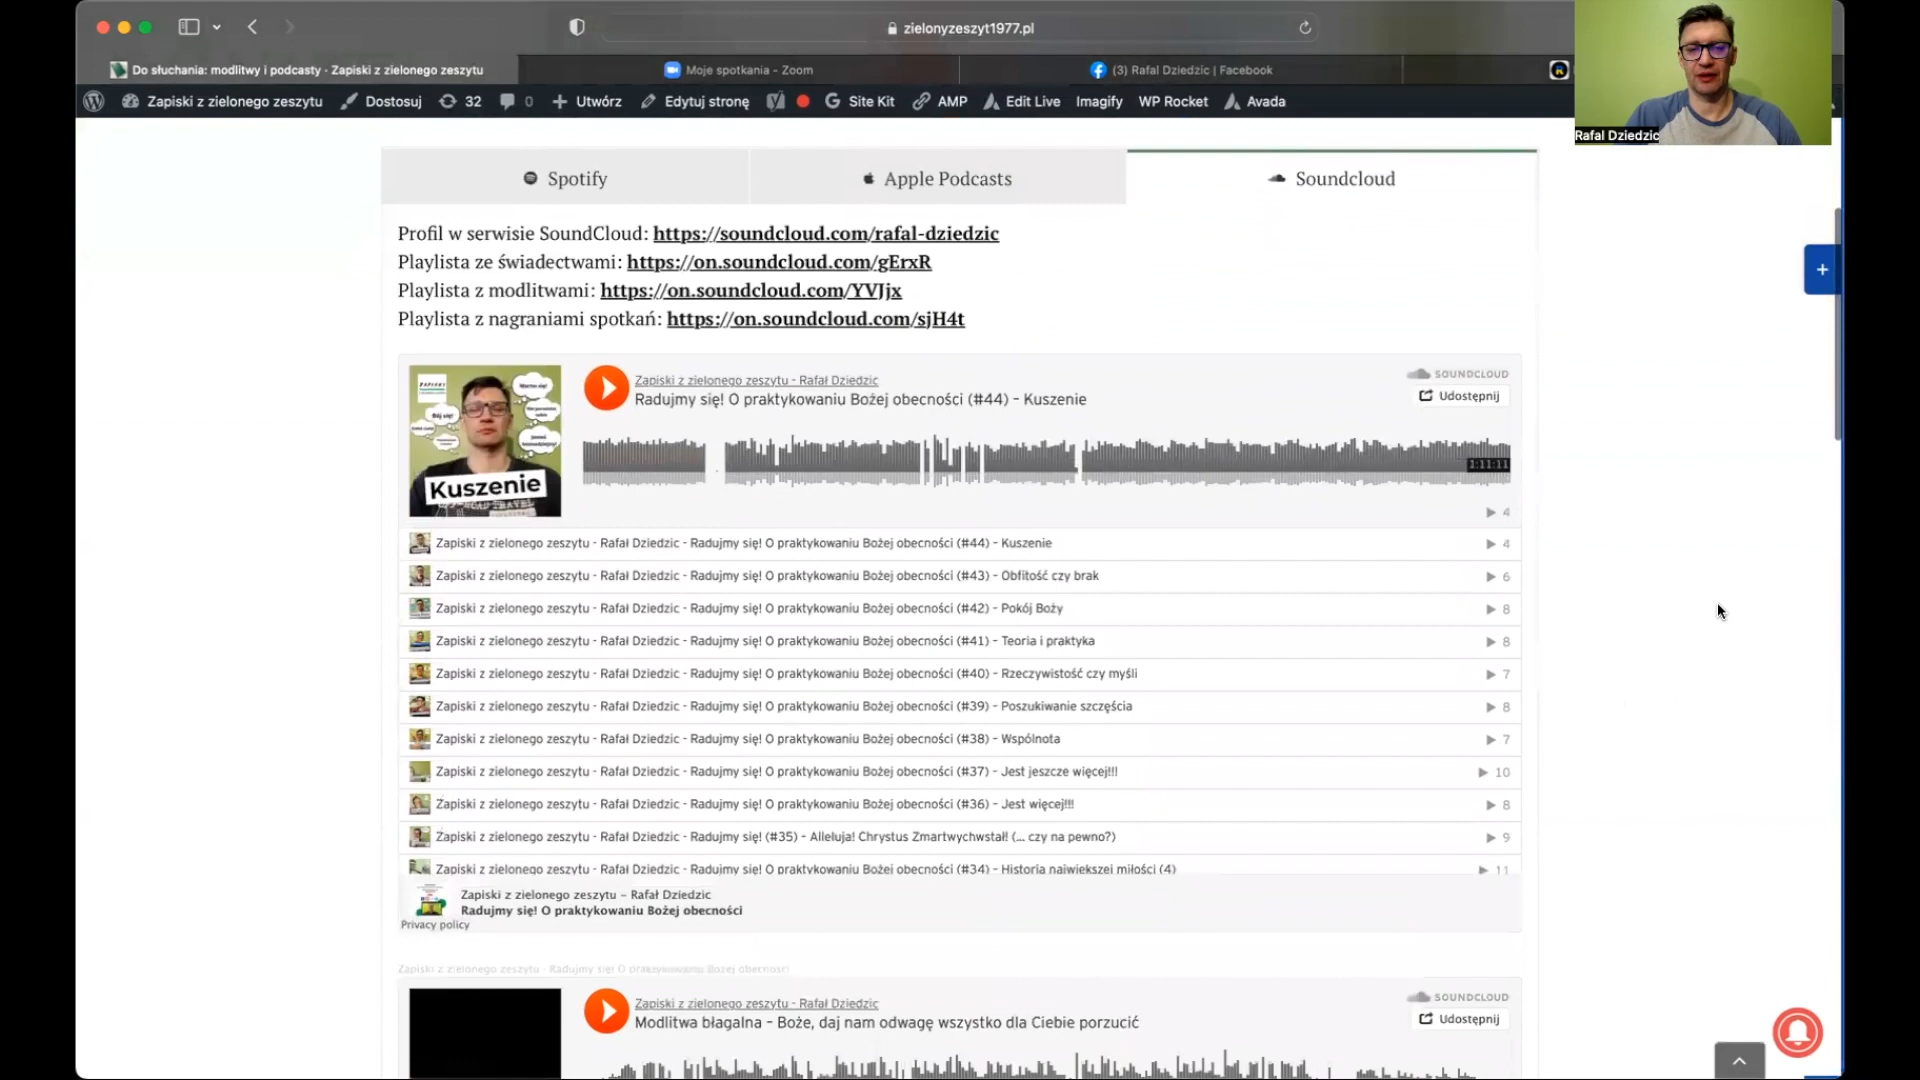 zielonyzeszyt1977.pl
Do słuchania: modlitwy i podcasty · Zapiski z zielonego zeszytu
Moje spotkania - Zoom
(3) Rafal Dziedzic | Facebook
Zapiski z zielonego zeszytu
Dostosuj
32
0
Utwórz
Edytuj stronę
Site Kit
AMP
Edit Live
Imagify
WP Rocket
Avada
Rafal Dziedzic
Spotify
Apple Podcasts
Soundcloud
Profil w serwisie SoundCloud: https://soundcloud.com/rafal-dziedzic
Playlista ze świadectwami: https://on.soundcloud.com/gErxR
Playlista z modlitwami: https://on.soundcloud.com/YVJjx
Playlista z nagraniami spotkań: https://on.soundcloud.com/sjH4t
Kuszenie
Zapiski z zielonego zeszytu - Rafał Dziedzic
Radujmy się! O praktykowaniu Bożej obecności (#44) – Kuszenie
SOUNDCLOUD
Udostępnij
1:11:11
4
Zapiski z zielonego zeszytu - Rafał Dziedzic - Radujmy się! O praktykowaniu Bożej obecności (#44) – Kuszenie 4
Zapiski z zielonego zeszytu - Rafał Dziedzic - Radujmy się! O praktykowaniu Bożej obecności (#43) – Obfitość czy brak 6
Zapiski z zielonego zeszytu - Rafał Dziedzic - Radujmy się! O praktykowaniu Bożej obecności (#42) – Pokój Boży 8
Zapiski z zielonego zeszytu - Rafał Dziedzic - Radujmy się! O praktykowaniu Bożej obecności (#41) – Teoria i praktyka 8
Zapiski z zielonego zeszytu - Rafał Dziedzic - Radujmy się! O praktykowaniu Bożej obecności (#40) – Rzeczywistość czy myśli 7
Zapiski z zielonego zeszytu - Rafał Dziedzic - Radujmy się! O praktykowaniu Bożej obecności (#39) – Poszukiwanie szczęścia 8
Zapiski z zielonego zeszytu - Rafał Dziedzic - Radujmy się! O praktykowaniu Bożej obecności (#38) – Wspólnota 7
Zapiski z zielonego zeszytu - Rafał Dziedzic - Radujmy się! O praktykowaniu Bożej obecności (#37) – Jest jeszcze więcej!!! 10
Zapiski z zielonego zeszytu - Rafał Dziedzic - Radujmy się! O praktykowaniu Bożej obecności (#36) – Jest więcej!!! 8
Zapiski z zielonego zeszytu - Rafał Dziedzic - Radujmy się! (#35) – Alleluja! Chrystus Zmartwychwstał! (... czy na pewno?) 9
Zapiski z zielonego zeszytu - Rafał Dziedzic - Radujmy się! O praktykowaniu Bożej obecności (#34) – Historia największej miłości (4) 11
Zapiski z zielonego zeszytu – Rafał Dziedzic
Radujmy się! O praktykowaniu Bożej obecności
Privacy policy
Zapiski z zielonego zeszytu · Radujmy się! O praktykowaniu Bożej obecności
Zapiski z zielonego zeszytu - Rafał Dziedzic
Modlitwa błagalna – Boże, daj nam odwagę wszystko dla Ciebie porzucić
SOUNDCLOUD
Udostępnij